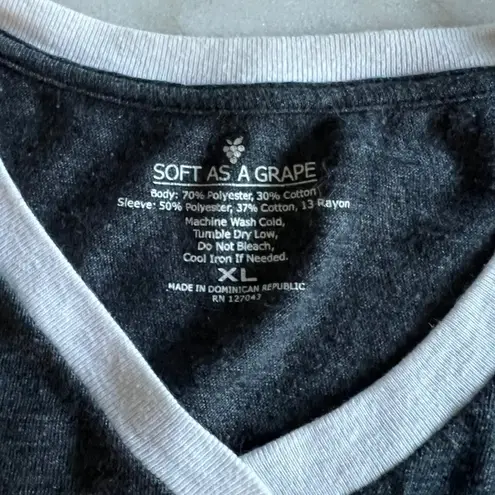 SOFT AS A GRAPE
Body: 70% Polyester, 30% Cotton
Sleeve: 50% Polyester, 37% Cotton, 13 Rayon
Machine Wash Cold,
Tumble Dry Low,
Do Not Bleach,
Cool Iron If Needed.
XL
MADE IN DOMINICAN REPUBLIC
RN 127043